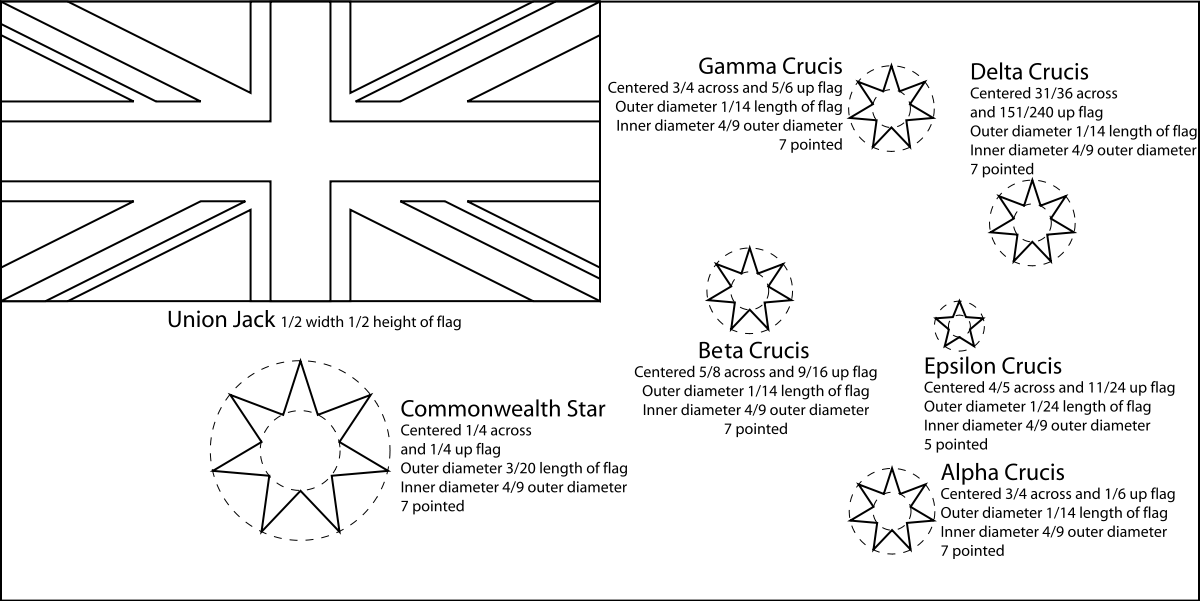 Gamma Crucis
Centered 3/4 across and 5/6 up flag
Outer diameter 1/14 length of flag
Inner diameter 4/9 outer diameter
7 pointed
Delta Crucis
Centered 31/36 across
and 151/240 up flag
Outer diameter 1/14 length of flag
Inner diameter 4/9 outer diameter
7 pointed
Union Jack 1/2 width 1/2 height of flag
Beta Crucis
Centered 5/8 across and 9/16 up flag
Outer diameter 1/14 length of flag
Inner diameter 4/9 outer diameter
7 pointed
Epsilon Crucis
Centered 4/5 across and 11/24 up flag
Outer diameter 1/24 length of flag
Inner diameter 4/9 outer diameter
5 pointed
Commonwealth Star
Centered 1/4 across
and 1/4 up flag
Outer diameter 3/20 length of flag
Inner diameter 4/9 outer diameter
7 pointed
Alpha Crucis
Centered 3/4 across and 1/6 up flag
Outer diameter 1/14 length of flag
Inner diameter 4/9 outer diameter
7 pointed